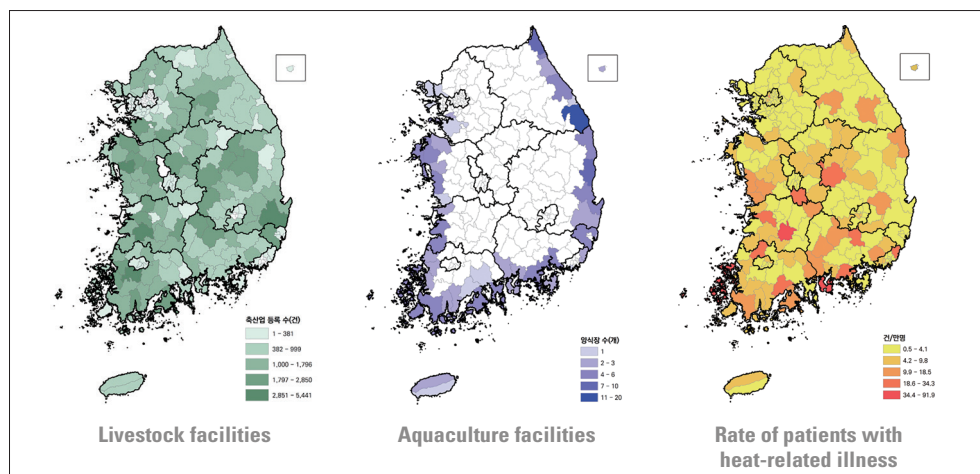 축산업 등록 수(건)
1 – 381
382 – 999
1,000 – 1,796
1,797 – 2,850
2,851 – 5,441
Livestock facilities
양식장 수(개)
1
2 – 3
4 – 6
7 – 10
11 – 20
Aquaculture facilities
건/만명
0.5 – 4.1
4.2 – 9.8
9.9 – 18.5
18.6 – 34.3
34.4 – 91.9
Rate of patients with
heat-related illness